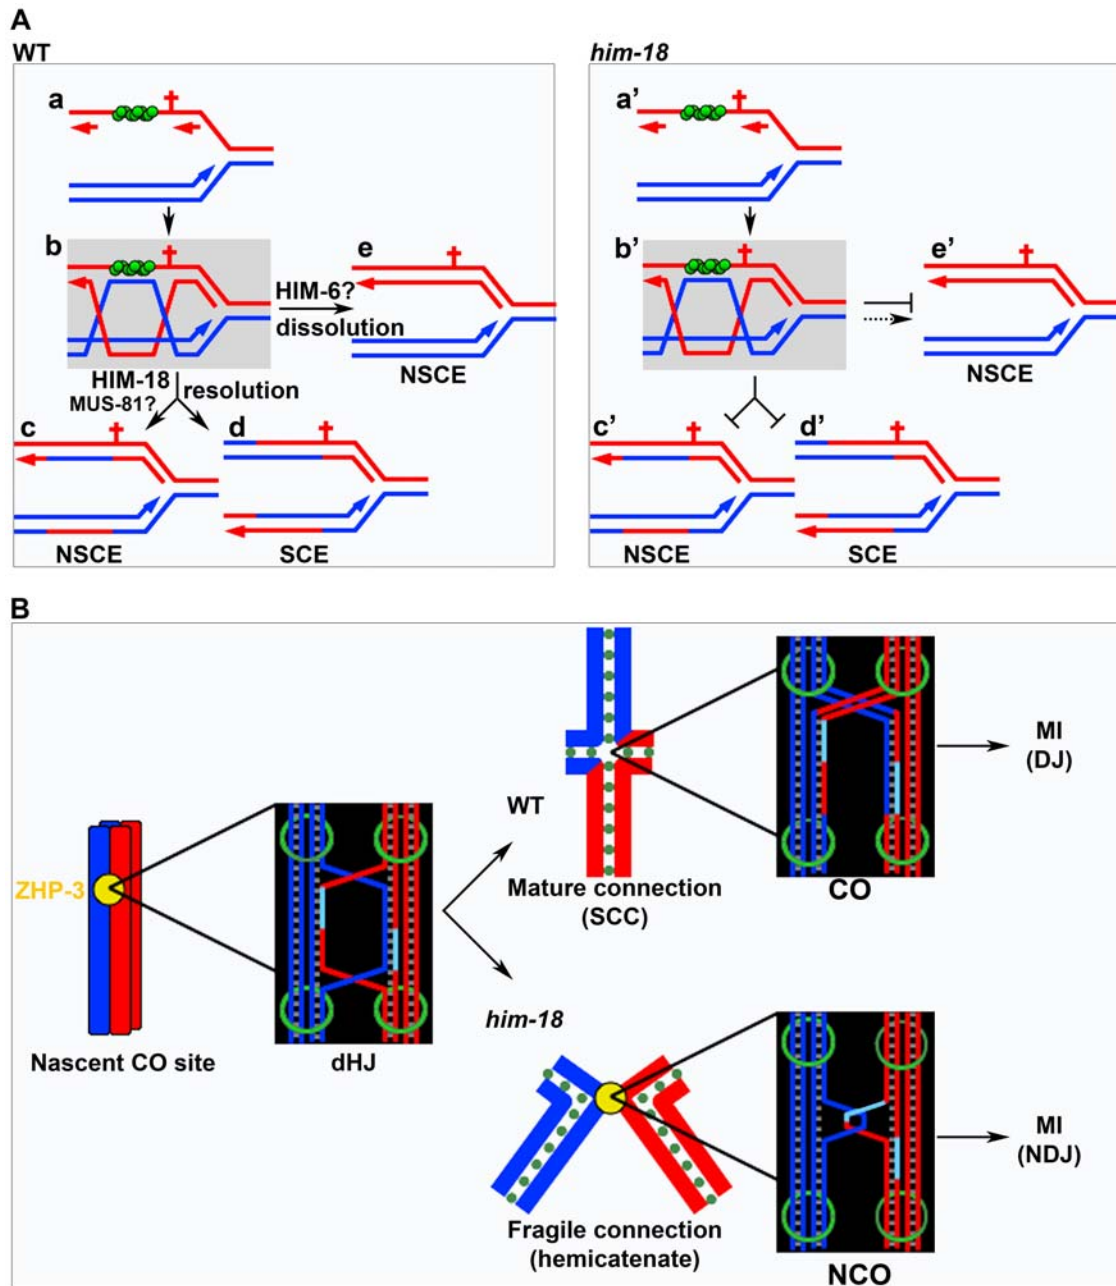 A
WT
him-18
a
a'
b
e
HIM-6?
dissolution
NSCE
HIM-18
MUS-81?
resolution
c
d
NSCE
SCE
b'
e'
NSCE
c'
d'
NSCE
SCE
B
ZHP-3
Nascent CO site
dHJ
WT
Mature connection
(SCC)
CO
MI
(DJ)
him-18
Fragile connection
(hemicatenate)
NCO
MI
(NDJ)